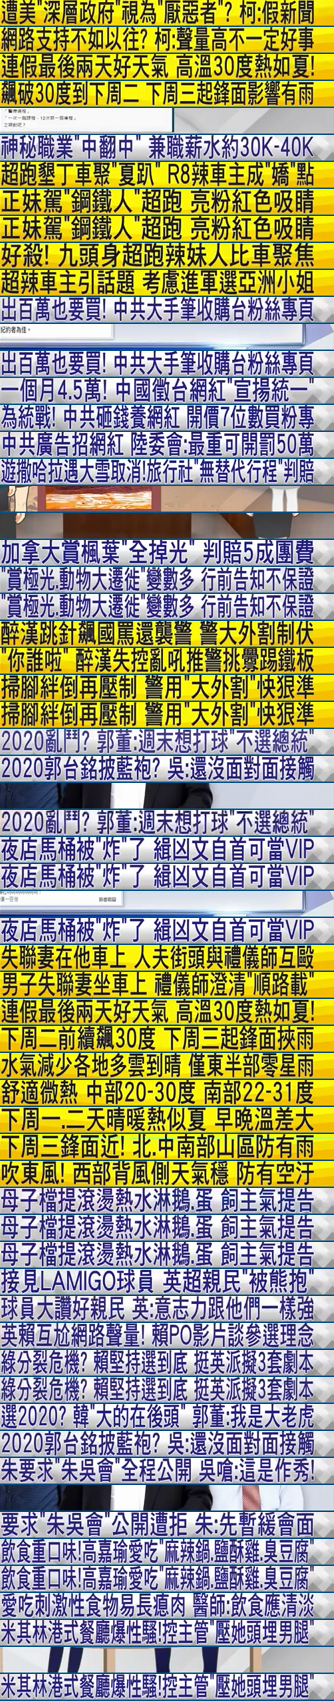 遭美"深層政府"視為"厭惡者"? 柯:假新聞
網路支持不如以往? 柯:聲量高不一定好事
連假最後兩天好天氣 高溫30度熱如夏!
飆破30度到下周二 下周三起鋒面影響有雨
神秘職業"中翻中" 兼職薪水約30K-40K
超跑墾丁車聚"夏趴" R8辣車主成"嬌"點
正妹駕"鋼鐵人"超跑 亮粉紅色吸睛
正妹駕"鋼鐵人"超跑 亮粉紅色吸睛
好殺! 九頭身超跑辣妹人比車聚焦
超辣車主引話題 考慮進軍選亞洲小姐
出百萬也要買! 中共大手筆收購台粉絲專頁
紀的者為佳。
出百萬也要買! 中共大手筆收購台粉絲專頁
一個月4.5萬! 中國徵台網紅"宣揚統一"
為統戰! 中共砸錢養網紅 開價7位數買粉專
中共廣告招網紅 陸委會:最重可開罰50萬
遊撒哈拉遇大雪取消!旅行社"無替代行程"判賠
加拿大賞楓葉"全掉光" 判賠5成團費
"賞極光.動物大遷徙"變數多 行前告知不保證
"賞極光.動物大遷徙"變數多 行前告知不保證
醉漢跳針飆國罵還襲警 警大外割制伏
"你誰啦" 醉漢失控亂吼推警挑釁踢鐵板
掃腳絆倒再壓制 警用"大外割"快狠準
掃腳絆倒再壓制 警用"大外割"快狠準
2020亂鬥? 郭董:週末想打球"不選總統"
2020郭台銘披藍袍? 吳:還沒面對面接觸
2020亂鬥? 郭董:週末想打球"不選總統"
夜店馬桶被"炸"了 緝凶文自首可當VIP
夜店馬桶被"炸"了 緝凶文自首可當VIP
夜店馬桶被"炸"了 緝凶文自首可當VIP
失聯妻在他車上 人夫街頭與禮儀師互毆
男子失聯妻坐車上 禮儀師澄清"順路載"
連假最後兩天好天氣 高溫30度熱如夏!
下周二前續飆30度 下周三起鋒面挾雨
水氣減少各地多雲到晴 僅東半部零星雨
舒適微熱 中部20-30度 南部22-31度
下周一.二天晴暖熱似夏 早晚溫差大
下周三鋒面近! 北.中南部山區防有雨
吹東風! 西部背風側天氣穩 防有空汙
母子檔提滾燙熱水淋鵝.蛋 飼主氣提告
母子檔提滾燙熱水淋鵝.蛋 飼主氣提告
母子檔提滾燙熱水淋鵝.蛋 飼主氣提告
接見LAMIGO球員 英超親民"被熊抱"
球員大讚好親民 英:意志力跟他們一樣強
英賴互尬網路聲量! 賴PO影片談參選理念
綠分裂危機? 賴堅持選到底 挺英派擬3套劇本
綠分裂危機? 賴堅持選到底 挺英派擬3套劇本
選2020? 韓"大的在後頭" 郭董:我是大老虎
2020郭台銘披藍袍? 吳:還沒面對面接觸
朱要求"朱吳會"全程公開 吳嗆:這是作秀!
要求"朱吳會"公開遭拒 朱:先暫緩會面
飲食重口味!高嘉瑜愛吃"麻辣鍋.鹽酥雞.臭豆腐"
飲食重口味!高嘉瑜愛吃"麻辣鍋.鹽酥雞.臭豆腐"
愛吃刺激性食物易長瘜肉 醫師:飲食應清淡
米其林港式餐廳爆性騷!控主管"壓她頭埋男腿"
米其林港式餐廳爆性騷!控主管"壓她頭埋男腿"